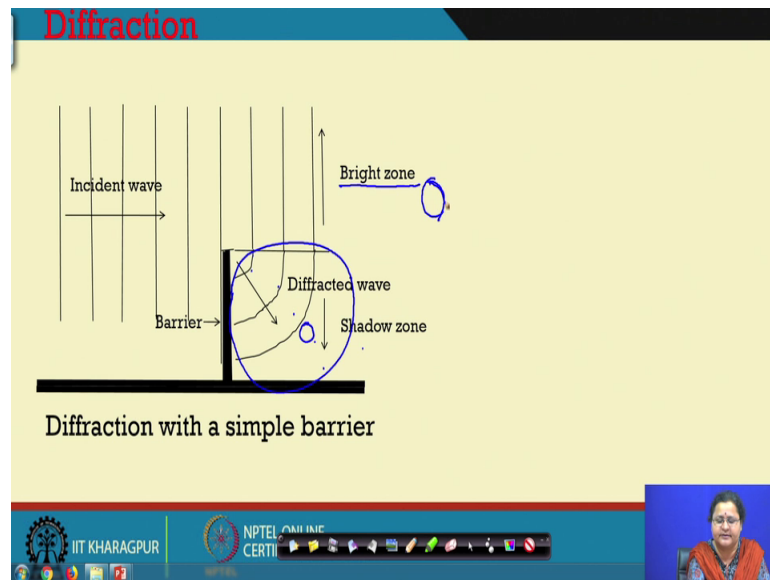 Diffraction
Incident wave
Bright zone
Diffracted wave
Barrier
Shadow zone
Diffraction with a simple barrier
IIT KHARAGPUR
NPTEL ONLINE
CERTI